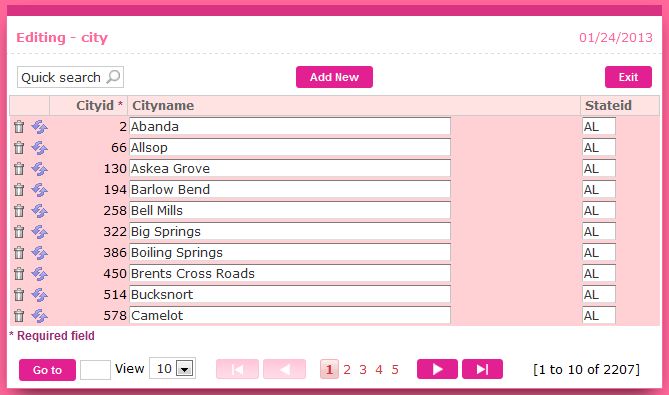 Editing - city 01/24/2013
Quick search Add New Exit
Cityid * Cityname Stateid
2 Abanda AL
66 Allsop AL
130 Askea Grove AL
194 Barlow Bend AL
258 Bell Mills AL
322 Big Springs AL
386 Boiling Springs AL
450 Brents Cross Roads AL
514 Bucksnort AL
578 Camelot AL
* Required field
Go to View 10 1 2 3 4 5 [1 to 10 of 2207]